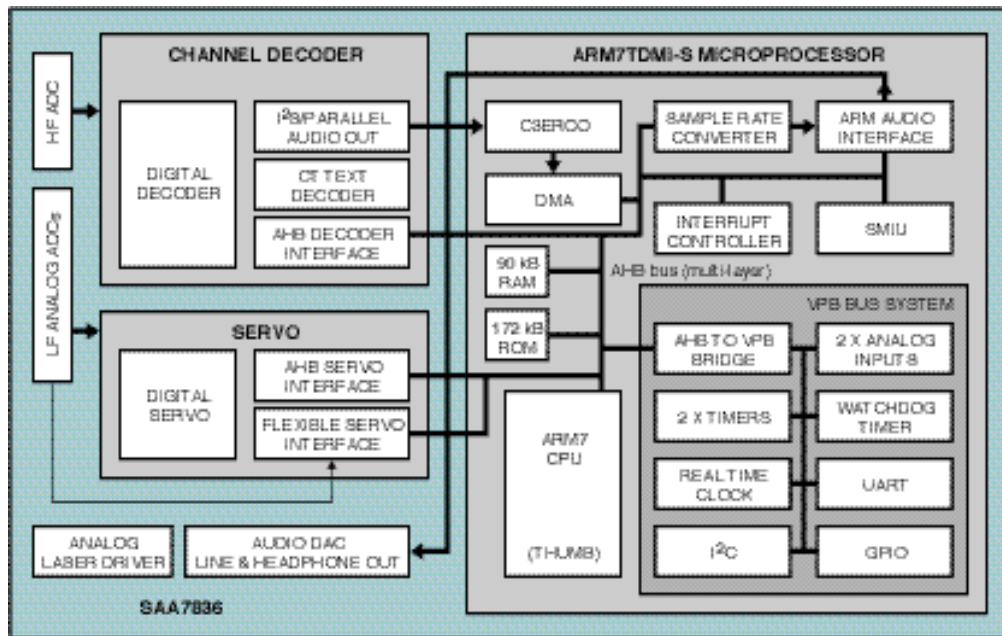 CHANNEL DECODER
HF ADC
DIGITAL
DECODER
I²S/PARALLEL
AUDIO OUT
CD TEXT
DECODER
AHB DECODER
INTERFACE
LF ANALOG ADCs
SERVO
DIGITAL
SERVO
AHB SERVO
INTERFACE
FLEXIBLE SERVO
INTERFACE
ANALOG
LASER DRIVER
AUDIO DAC
LINE & HEADPHONE OUT
SAA7836
ARM7TDMI-S MICROPROCESSOR
SAMPLE RATE
CONVERTER
ARM AUDIO
INTERFACE
DMA
INTERRUPT
CONTROLLER
SMIU
90 kB
RAM
AHB bus (multi-layer)
172 kB
ROM
ARM7
CPU
(THUMB)
VPB BUS SYSTEM
AHB TO VPB
BRIDGE
2 X ANALOG
INPUTS
2 X TIMERS
WATCHDOG
TIMER
REAL TIME
CLOCK
UART
I²C
GPIO